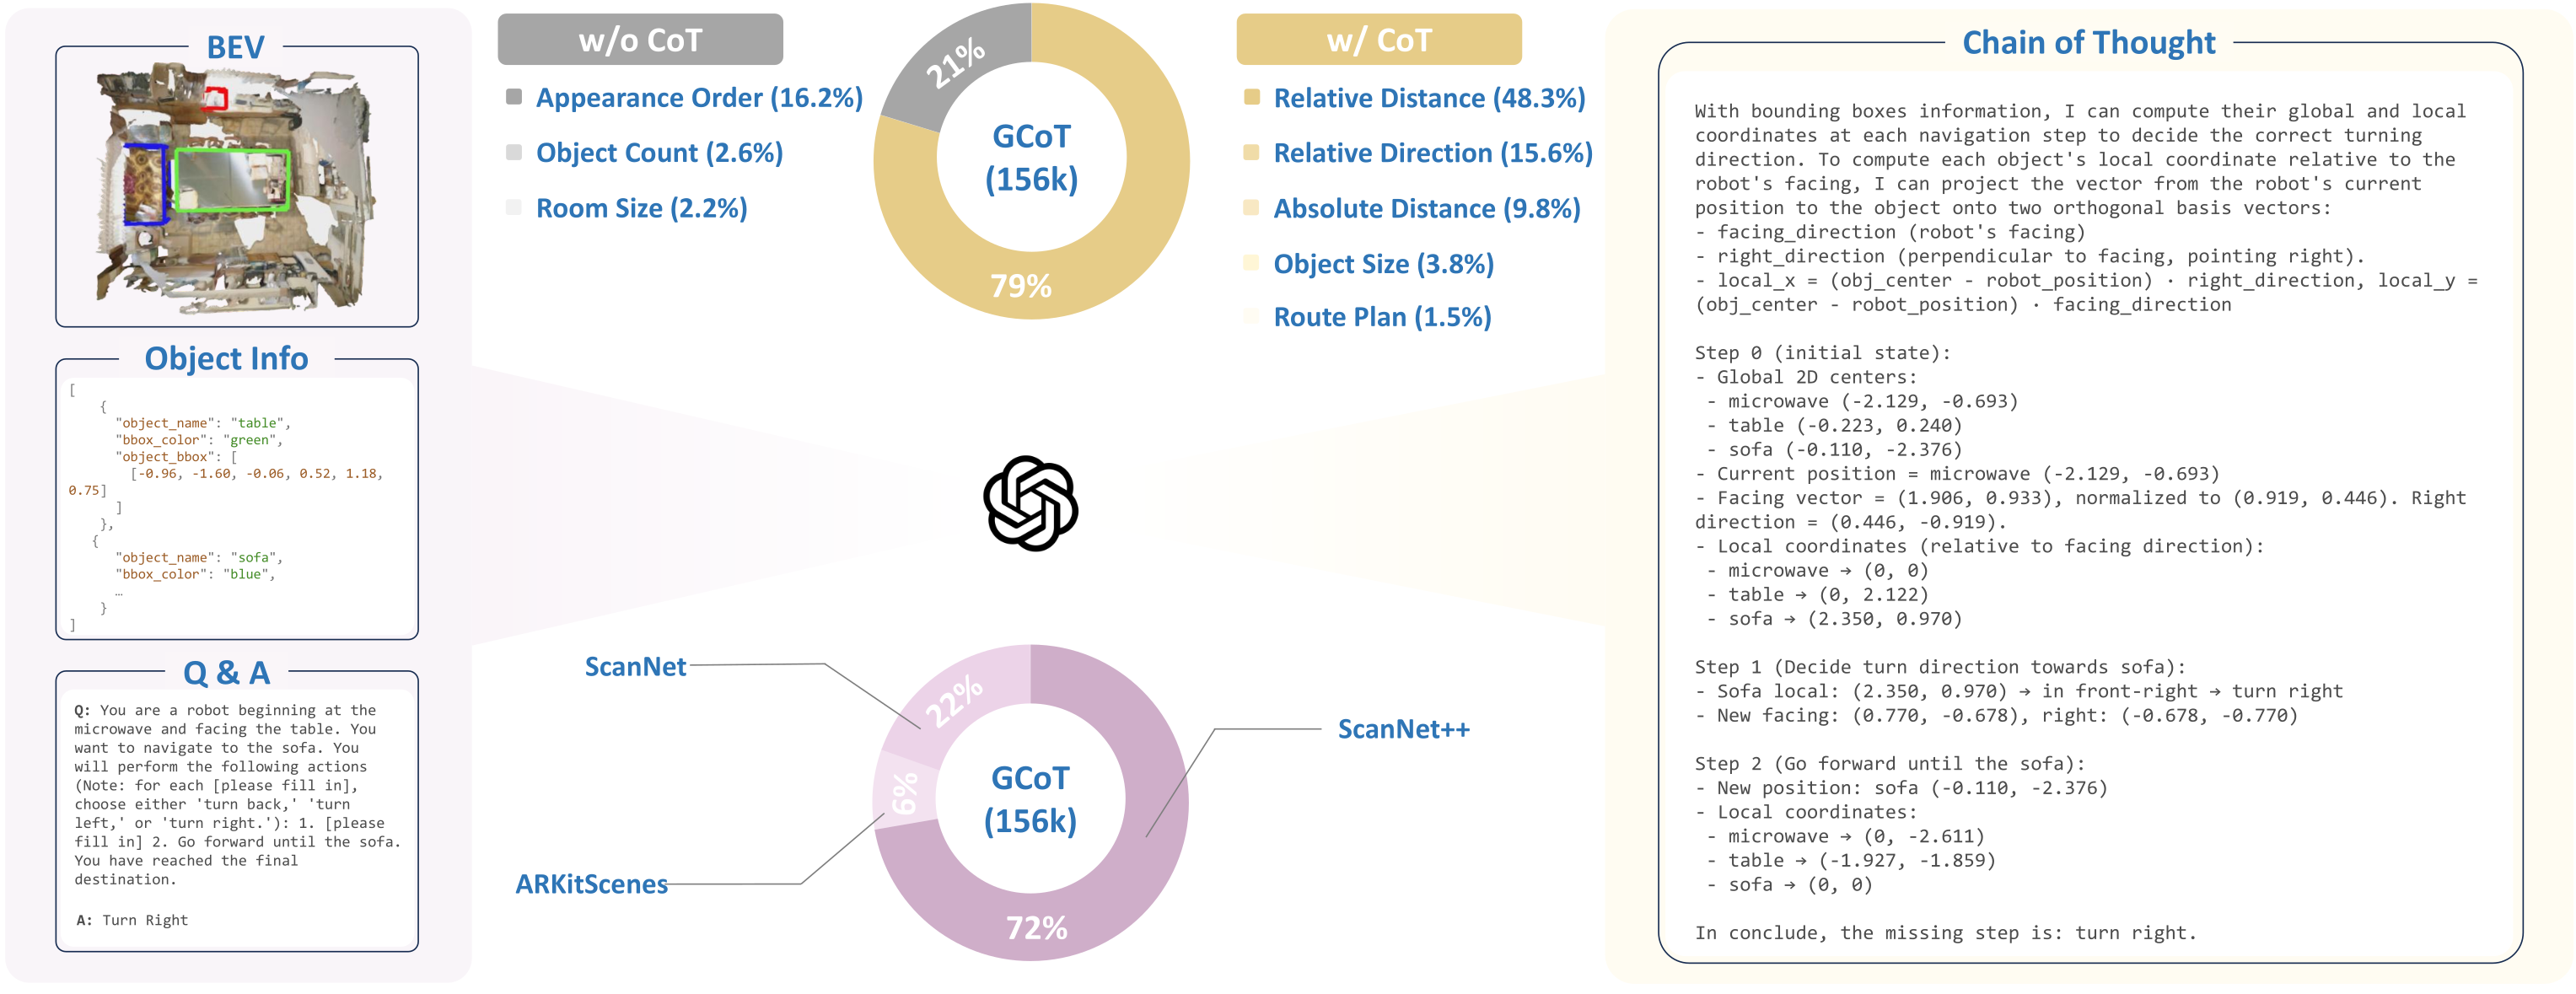 BEV
Object Info
[
{
"object_name": "table",
"bbox_color": "green",
"object_bbox": [
[-0.96, -1.60, -0.06, 0.52, 1.18,
0.75]
]
},
{
"object_name": "sofa",
"bbox_color": "blue",
…
}
]
Q & A
Q: You are a robot beginning at the
microwave and facing the table. You
want to navigate to the sofa. You
will perform the following actions
(Note: for each [please fill in],
choose either 'turn back,' 'turn
left,' or 'turn right.'): 1. [please
fill in] 2. Go forward until the sofa.
You have reached the final
destination.
A: Turn Right
w/o CoT
Appearance Order (16.2%)
Object Count (2.6%)
Room Size (2.2%)
21%
GCoT
(156k)
79%
w/ CoT
Relative Distance (48.3%)
Relative Direction (15.6%)
Absolute Distance (9.8%)
Object Size (3.8%)
Route Plan (1.5%)
ScanNet
22%
ScanNet++
GCoT
(156k)
6%
ARKitScenes
72%
Chain of Thought
With bounding boxes information, I can compute their global and local
coordinates at each navigation step to decide the correct turning
direction. To compute each object's local coordinate relative to the
robot's facing, I can project the vector from the robot's current
position to the object onto two orthogonal basis vectors:
- facing_direction (robot's facing)
- right_direction (perpendicular to facing, pointing right).
- local_x = (obj_center - robot_position) · right_direction, local_y =
(obj_center - robot_position) · facing_direction
Step 0 (initial state):
- Global 2D centers:
- microwave (-2.129, -0.693)
- table (-0.223, 0.240)
- sofa (-0.110, -2.376)
- Current position = microwave (-2.129, -0.693)
- Facing vector = (1.906, 0.933), normalized to (0.919, 0.446). Right
direction = (0.446, -0.919).
- Local coordinates (relative to facing direction):
- microwave → (0, 0)
- table → (0, 2.122)
- sofa → (2.350, 0.970)
Step 1 (Decide turn direction towards sofa):
- Sofa local: (2.350, 0.970) → in front-right → turn right
- New facing: (0.770, -0.678), right: (-0.678, -0.770)
Step 2 (Go forward until the sofa):
- New position: sofa (-0.110, -2.376)
- Local coordinates:
- microwave → (0, -2.611)
- table → (-1.927, -1.859)
- sofa → (0, 0)
In conclude, the missing step is: turn right.